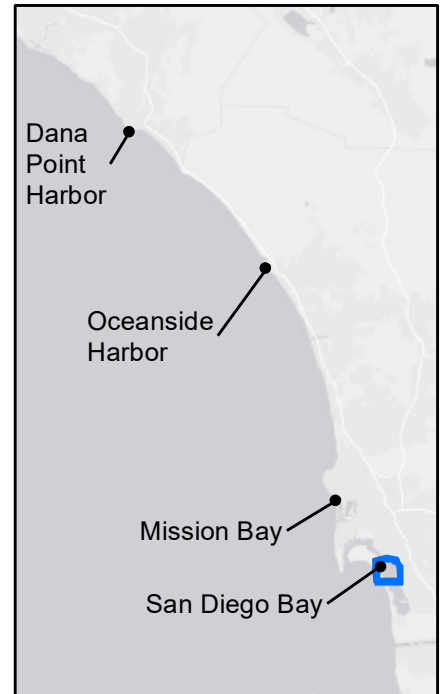 Dana
Point
Harbor
Oceanside
Harbor
Mission Bay
San Diego Bay